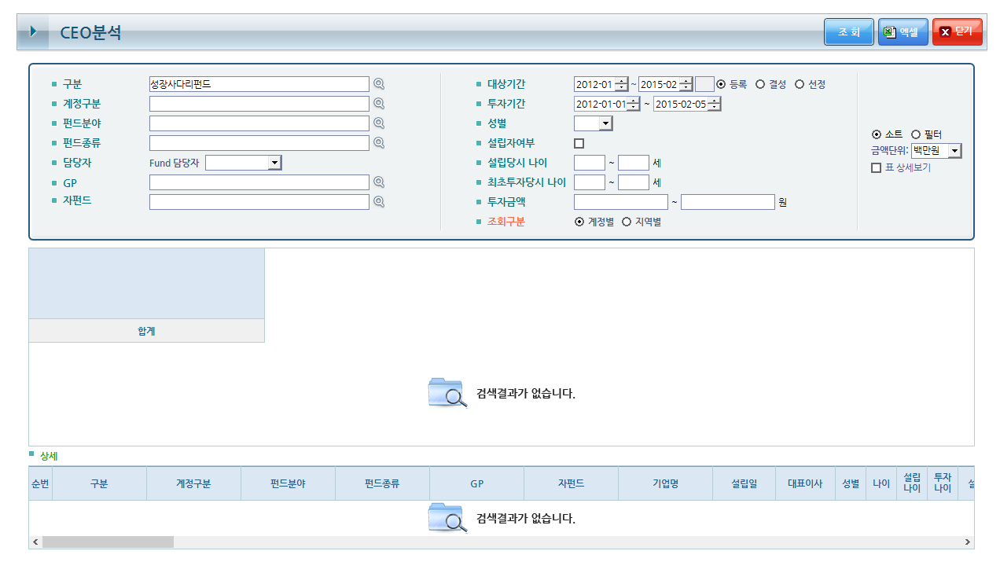 CEO분석
조 회 엑셀 닫기
구분 성장사다리펀드
계정구분
펀드분야
펀드종류
담당자 Fund 담당자
GP
자펀드
대상기간 2012-01 ~ 2015-02 등록 결성 선정
투자기간 2012-01-01 ~ 2015-02-05
성별
설립자여부
설립당시 나이 ~ 세
최초투자당시 나이 ~ 세
투자금액 ~ 원
조회구분 계정별 지역별
소트 필터
금액단위: 백만원
표 상세보기
합계
검색결과가 없습니다.
상세
순번 구분 계정구분 펀드분야 펀드종류 GP 자펀드 기업명 설립일 대표이사 성별 나이 설립 나이 투자 나이
검색결과가 없습니다.